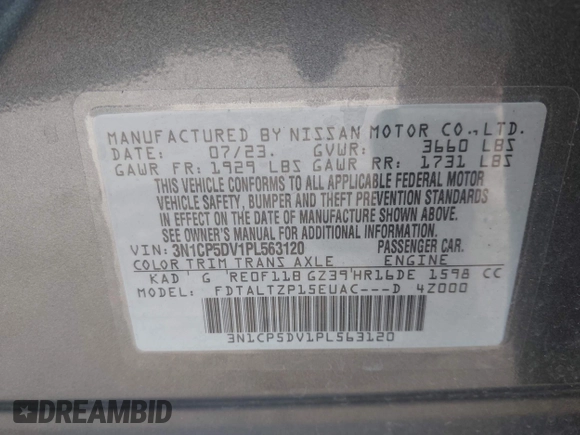 MANUFACTURED BY NISSAN MOTOR CO.,LTD.
DATE: 07/23. GVWR: 3660 LBS
GAWR FR: 1929 LBS GAWR RR: 1731 LBS
THIS VEHICLE CONFORMS TO ALL APPLICABLE FEDERAL MOTOR
VEHICLE SAFETY, BUMPER AND THEFT PREVENTION STANDARDS
IN EFFECT ON THE DATE OF MANUFACTURE SHOWN ABOVE.
SEE OWNER'S MANUAL FOR ADDITIONAL INFORMATION.
VIN: 3N1CP5DV1PL563120 PASSENGER CAR.
COLOR TRIM TRANS AXLE ENGINE
KAD G RE0F11B GZ39 HR16DE 1598 CC
MODEL: FDTALTZP15EUAC---D 4Z000
3N1CP5DV1PL563120
DREAMBID